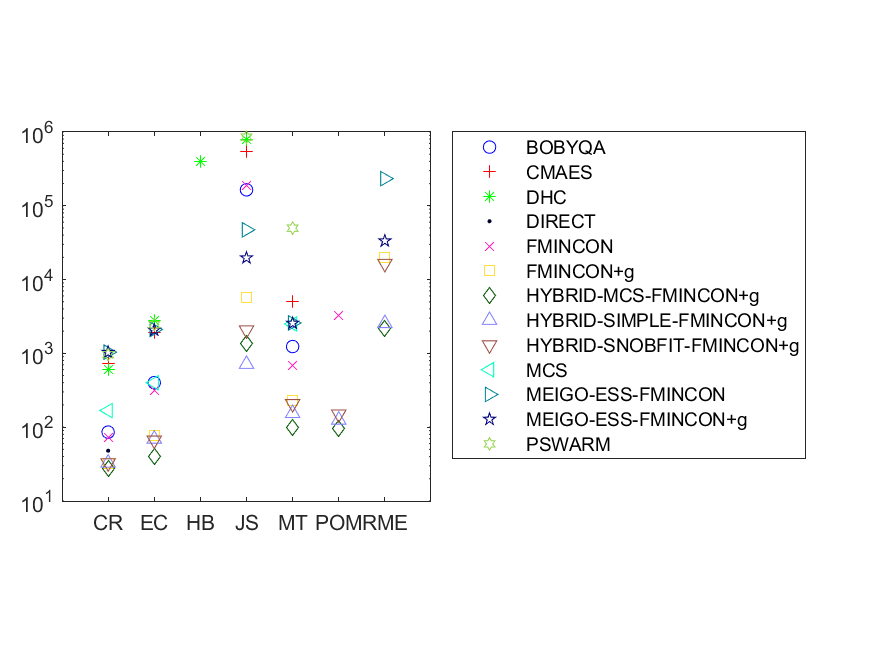 10^6
10^5
10^4
10^3
10^2
10^1
CR EC HB JS MT POM RME
BOBYQA
CMAES
DHC
DIRECT
FMINCON
FMINCON+g
HYBRID-MCS-FMINCON+g
HYBRID-SIMPLE-FMINCON+g
HYBRID-SNOBFIT-FMINCON+g
MCS
MEIGO-ESS-FMINCON
MEIGO-ESS-FMINCON+g
PSWARM